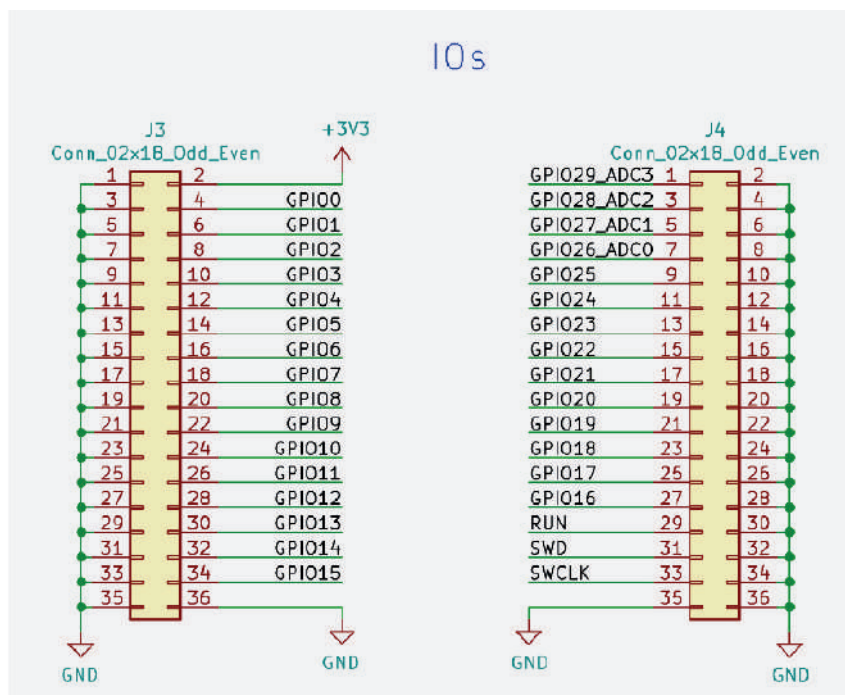 IOs
J3
Conn_02x18_Odd_Even
+3V3
1 2
3 4 GPIO0
5 6 GPIO1
7 8 GPIO2
9 10 GPIO3
11 12 GPIO4
13 14 GPIO5
15 16 GPIO6
17 18 GPIO7
19 20 GPIO8
21 22 GPIO9
23 24 GPIO10
25 26 GPIO11
27 28 GPIO12
29 30 GPIO13
31 32 GPIO14
33 34 GPIO15
35 36
GND
GND
J4
Conn_02x18_Odd_Even
GPIO29_ADC3 1 2
GPIO28_ADC2 3 4
GPIO27_ADC1 5 6
GPIO26_ADC0 7 8
GPIO25 9 10
GPIO24 11 12
GPIO23 13 14
GPIO22 15 16
GPIO21 17 18
GPIO20 19 20
GPIO19 21 22
GPIO18 23 24
GPIO17 25 26
GPIO16 27 28
RUN 29 30
SWD 31 32
SWCLK 33 34
35 36
GND
GND